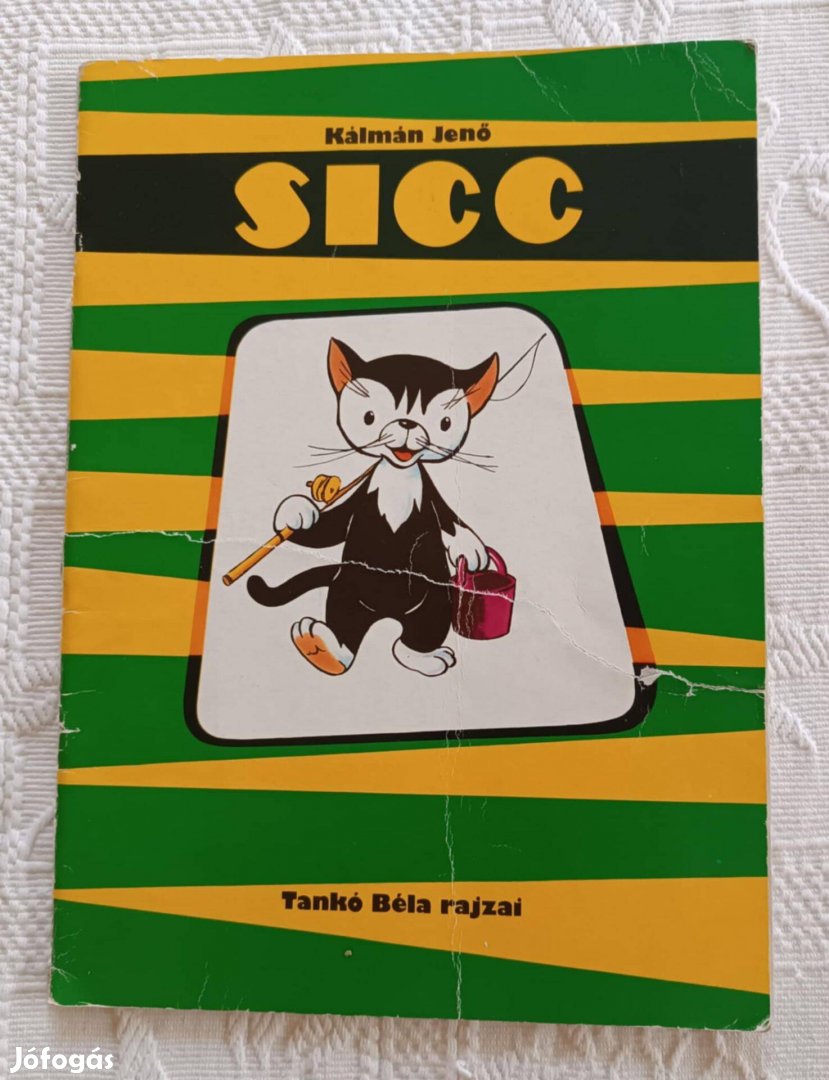 Kálmán Jenő
SICC
Tankó Béla rajzai
Jófogás